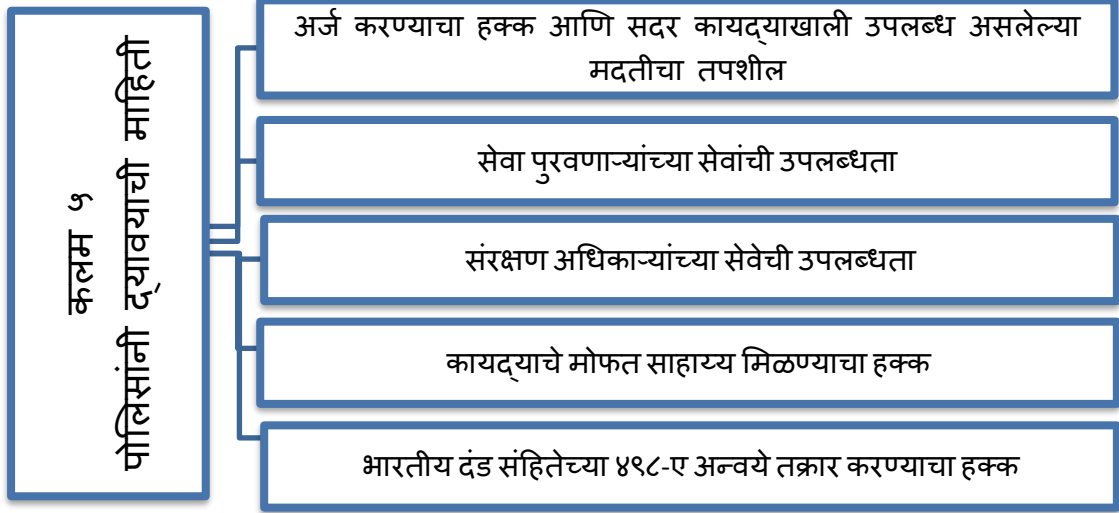 कलम ५
पोलिसांनी द्यावयाची माहिती
अर्ज करण्याचा हक्क आणि सदर कायद्याखाली उपलब्ध असलेल्या
मदतीचा तपशील
सेवा पुरवणाऱ्यांच्या सेवांची उपलब्धता
संरक्षण अधिकाऱ्यांच्या सेवेची उपलब्धता
कायद्याचे मोफत साहाय्य मिळण्याचा हक्क
भारतीय दंड संहितेच्या ४९८-ए अन्वये तक्रार करण्याचा हक्क